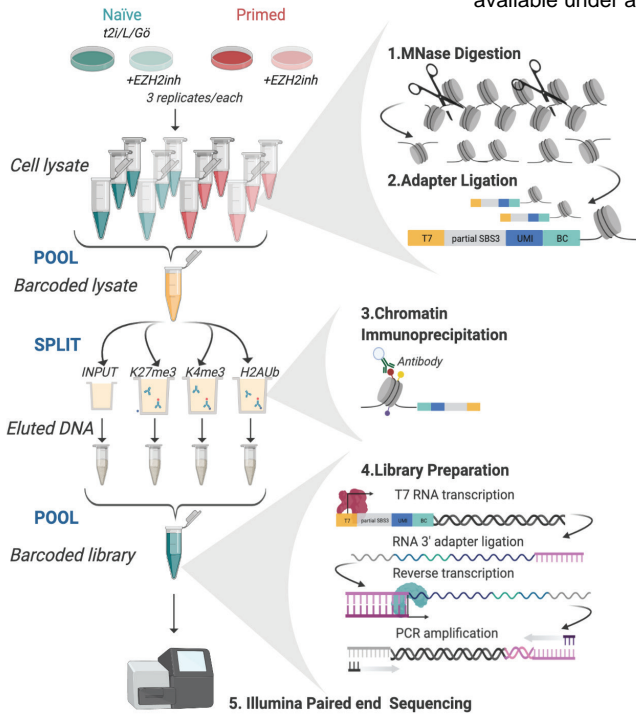 available under a
Naïve
Primed
t2i/L/Gö
+EZH2inh
+EZH2inh
3 replicates/each
Cell lysate
POOL
Barcoded lysate
SPLIT
INPUT
K27me3
K4me3
H2AUb
Eluted DNA
POOL
Barcoded library
1.MNase Digestion
2.Adapter Ligation
T7
partial SBS3
UMI
BC
3.Chromatin
Immunoprecipitation
Antibody
4.Library Preparation
T7 RNA transcription
T7
partial SBS3
UMI
BC
RNA 3' adapter ligation
Reverse transcription
PCR amplification
5. Illumina Paired end Sequencing